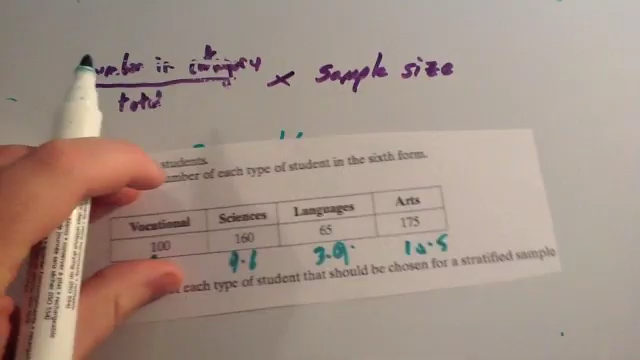 number in category × sample size
total
students.
number of each type of student in the sixth form.
Vocational Sciences Languages Arts
100 160 65 175
9.6 3.9 10.5
each type of student that should be chosen for a stratified sample